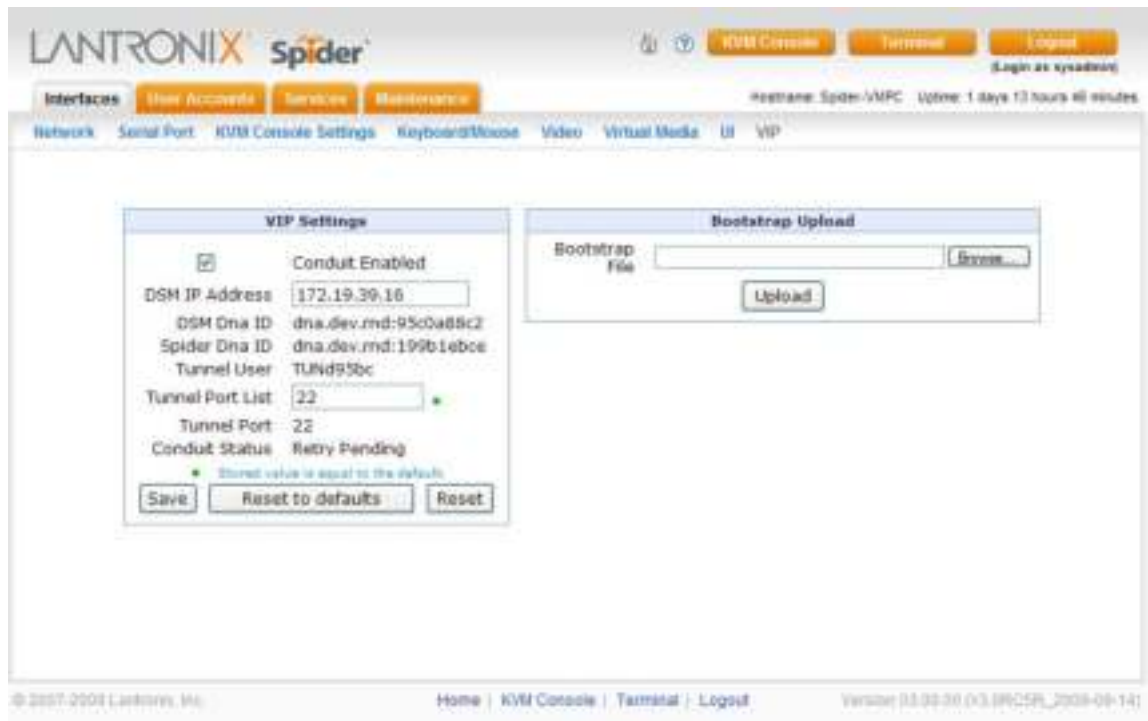 LANTRONIX Spider
KVM Console Terminal Logout
(Login as sysadmin)
Interfaces User Accounts Services Maintenance
Hostname: Spider-VMPC Uptime: 1 days 13 hours minutes
Network Serial Port KVM Console Settings Keyboard/Mouse Video Virtual Media UI VIP
VIP Settings
Conduit Enabled
DSM IP Address 172.19.39.16
DSM Dna ID dna.dev.rnd:95c0a88c2
Spider Dna ID dna.dev.rnd:199b1ebce
Tunnel User TUNd95bc
Tunnel Port List 22
Tunnel Port 22
Conduit Status Retry Pending
Stored value is equal to the default.
Save Reset to defaults Reset
Bootstrap Upload
Bootstrap File Browse...
Upload
© 2007-2008 Lantronix, Inc.
Home | KVM Console | Terminal | Logout
Version